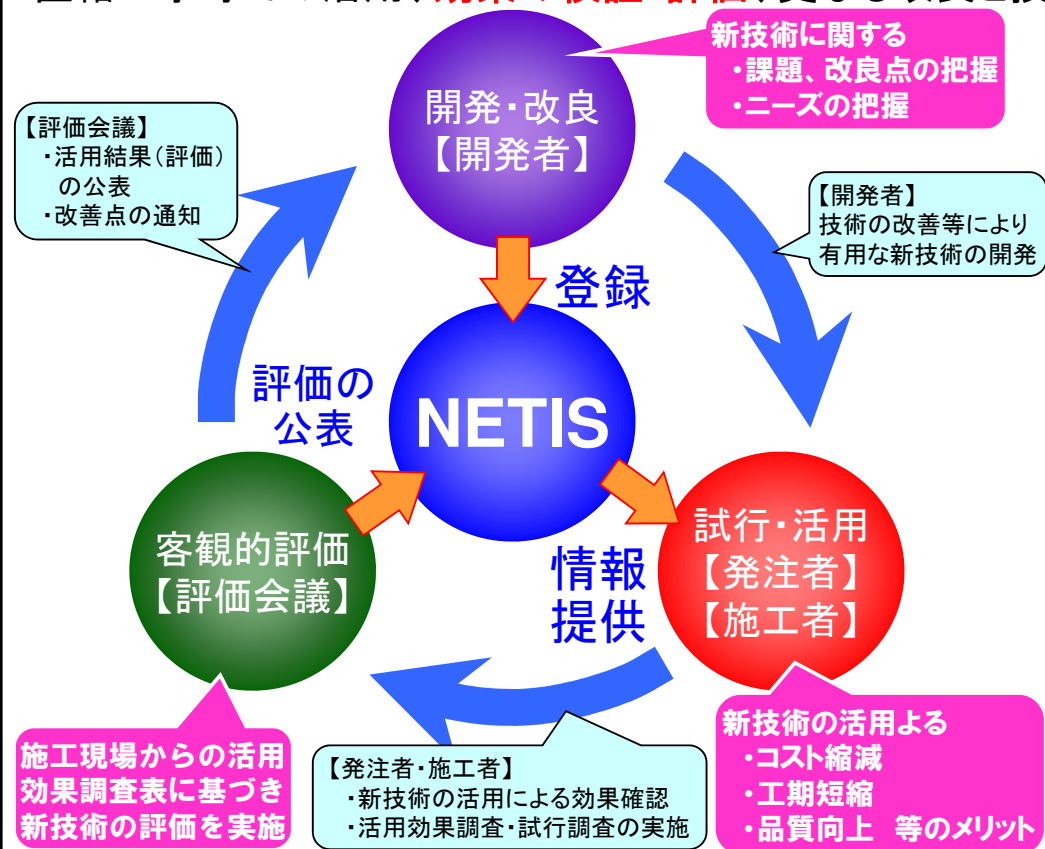 効果の検証・評価
新技術に関する
・課題、改良点の把握
・ニーズの把握
開発・改良
【開発者】
【評価会議】
・活用結果(評価)
の公表
・改善点の通知
【開発者】
技術の改善等により
有用な新技術の開発
登録
評価の
公表
NETIS
客観的評価
【評価会議】
情報
提供
試行・活用
【発注者】
【施工者】
施工現場からの活用
効果調査表に基づき
新技術の評価を実施
【発注者・施工者】
・新技術の活用による効果確認
・活用効果調査・試行調査の実施
新技術の活用よる
・コスト縮減
・工期短縮
・品質向上 等のメリット